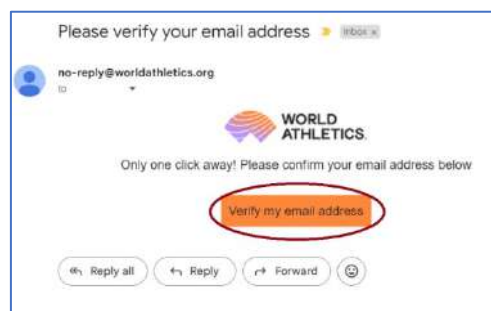 Please verify your email address Inbox x
no-reply@worldathletics.org
to
WORLD
ATHLETICS.
Only one click away! Please confirm your email address below
Verify my email address
Reply all Reply Forward